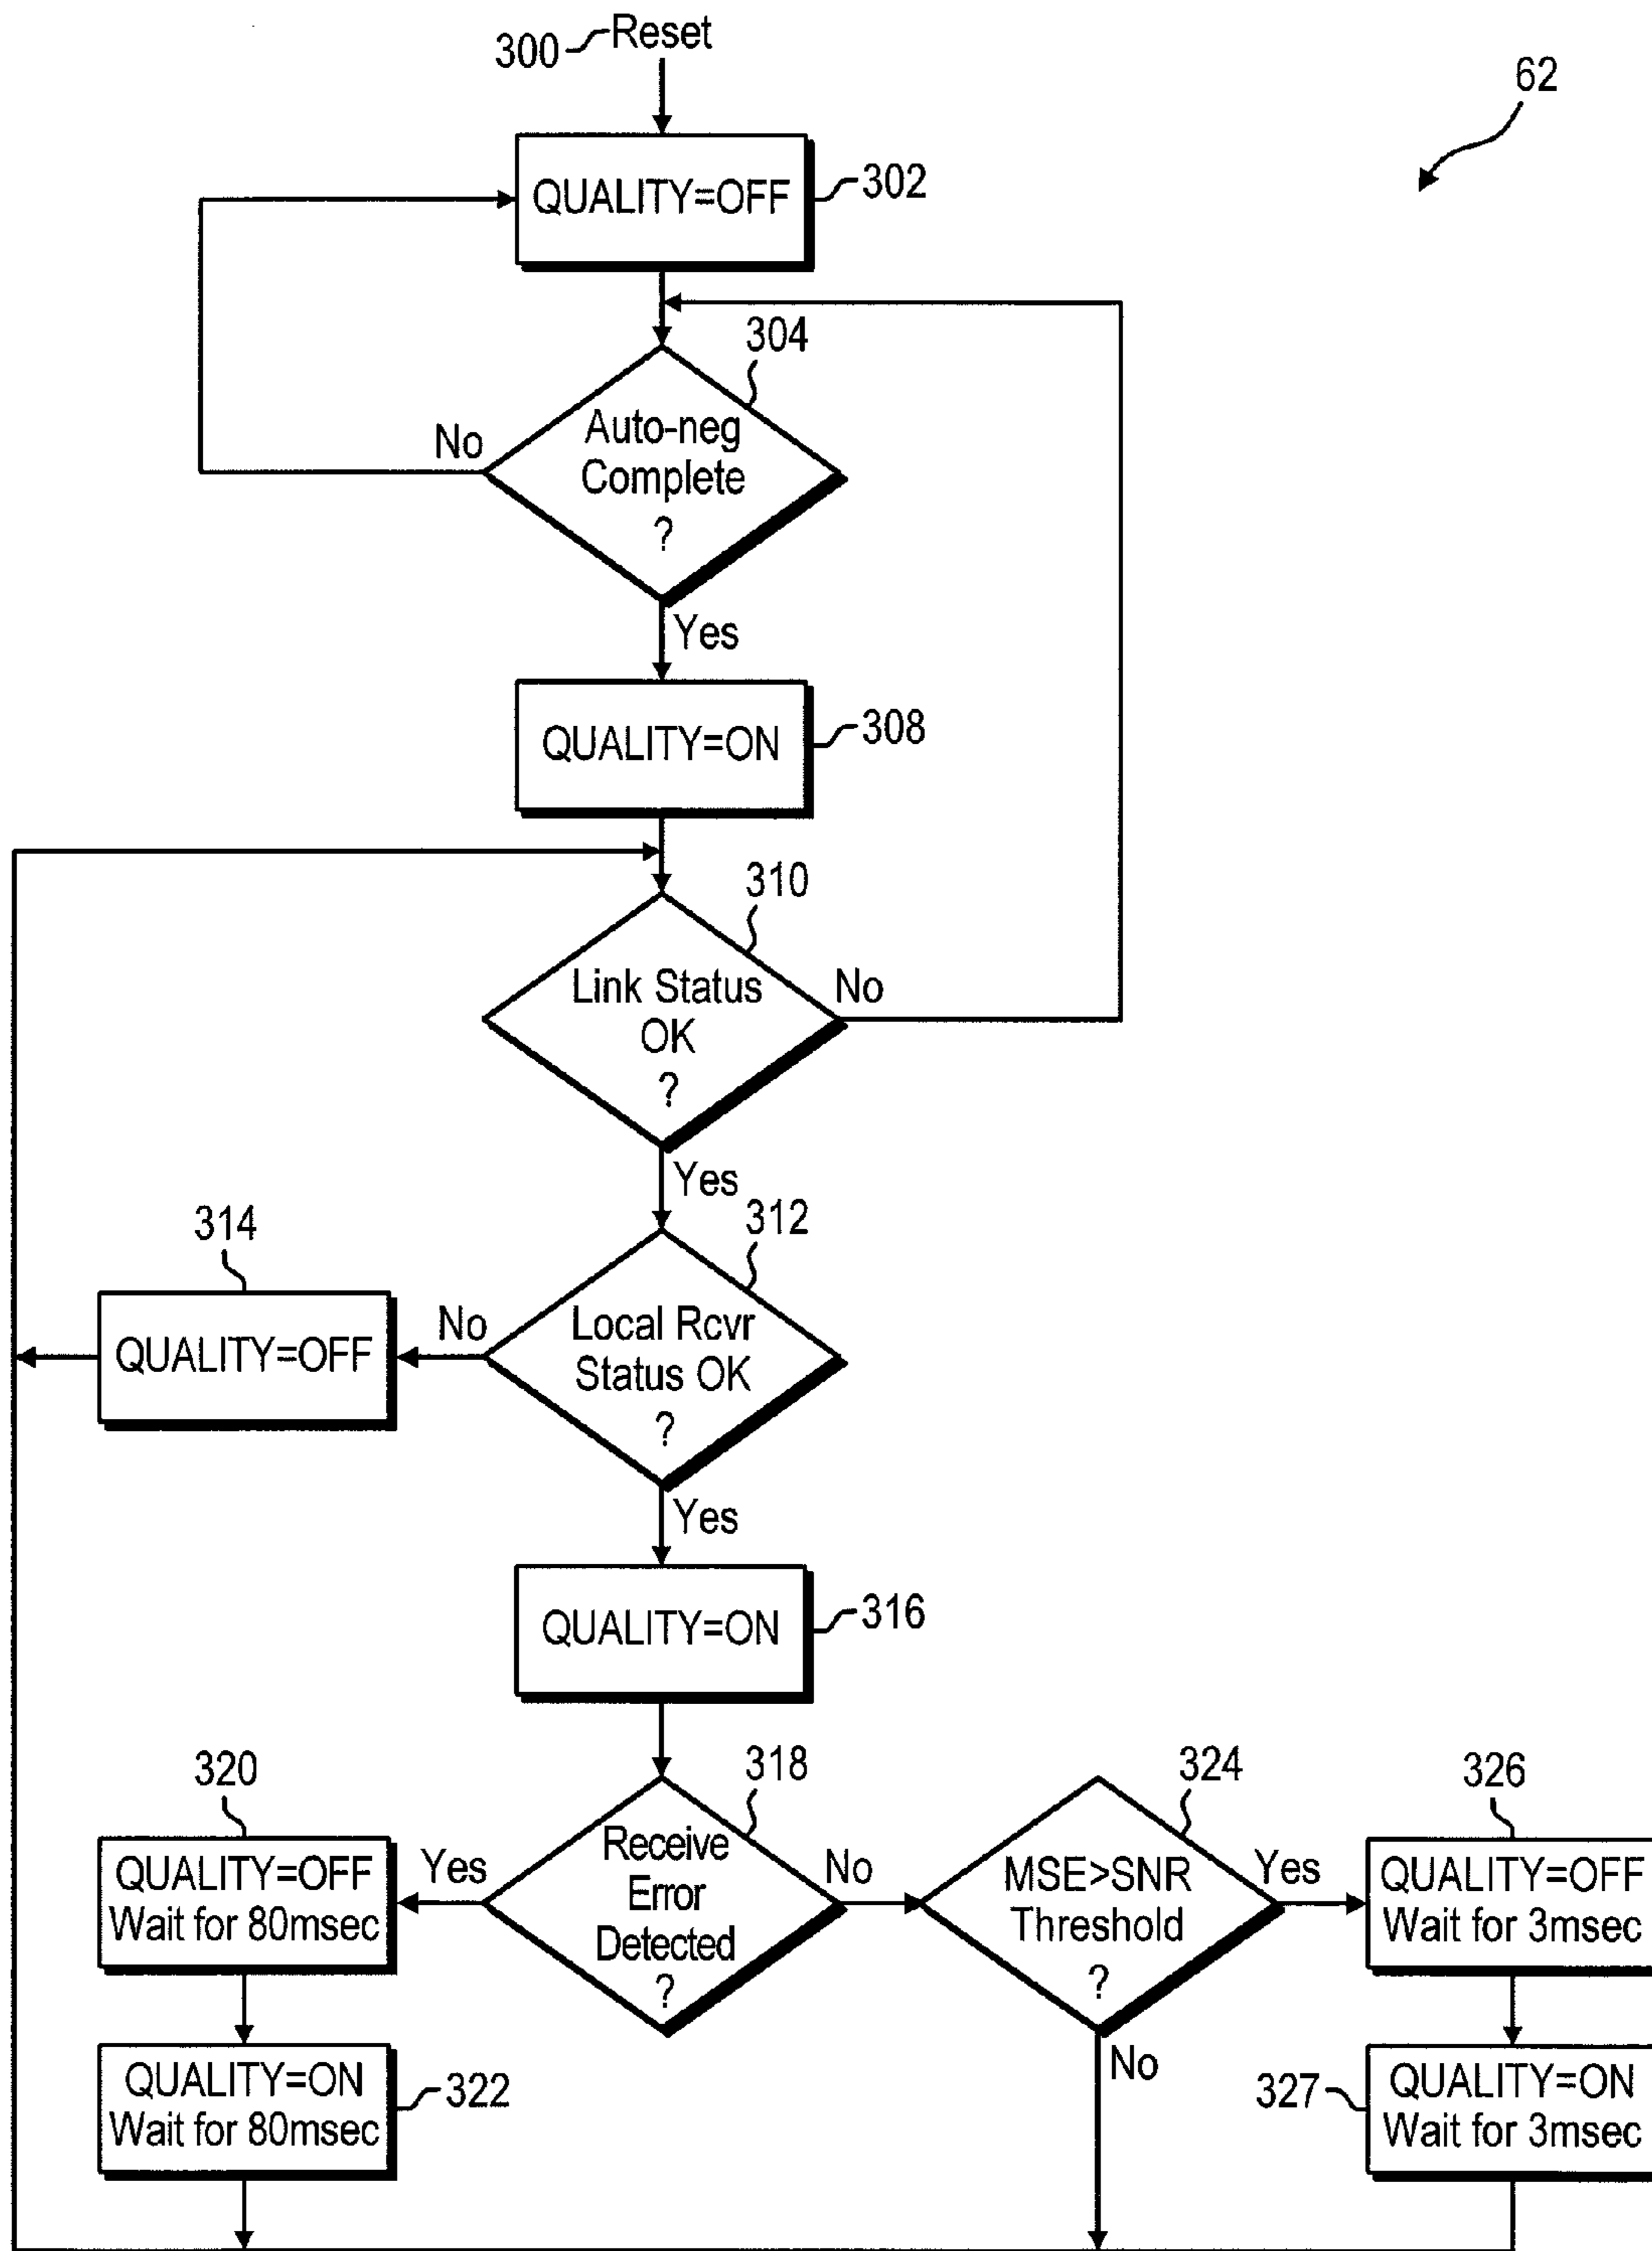 300
Reset
62
QUALITY=OFF
302
304
Auto-neg
Complete
?
No
Yes
QUALITY=ON
308
310
Link Status
OK
?
No
Yes
312
Local Rcvr
Status OK
?
No
314
QUALITY=OFF
Yes
QUALITY=ON
316
318
Receive
Error
Detected
?
Yes
No
320
QUALITY=OFF
Wait for 80msec
QUALITY=ON
Wait for 80msec
322
324
MSE>SNR
Threshold
?
Yes
No
326
QUALITY=OFF
Wait for 3msec
327
QUALITY=ON
Wait for 3msec